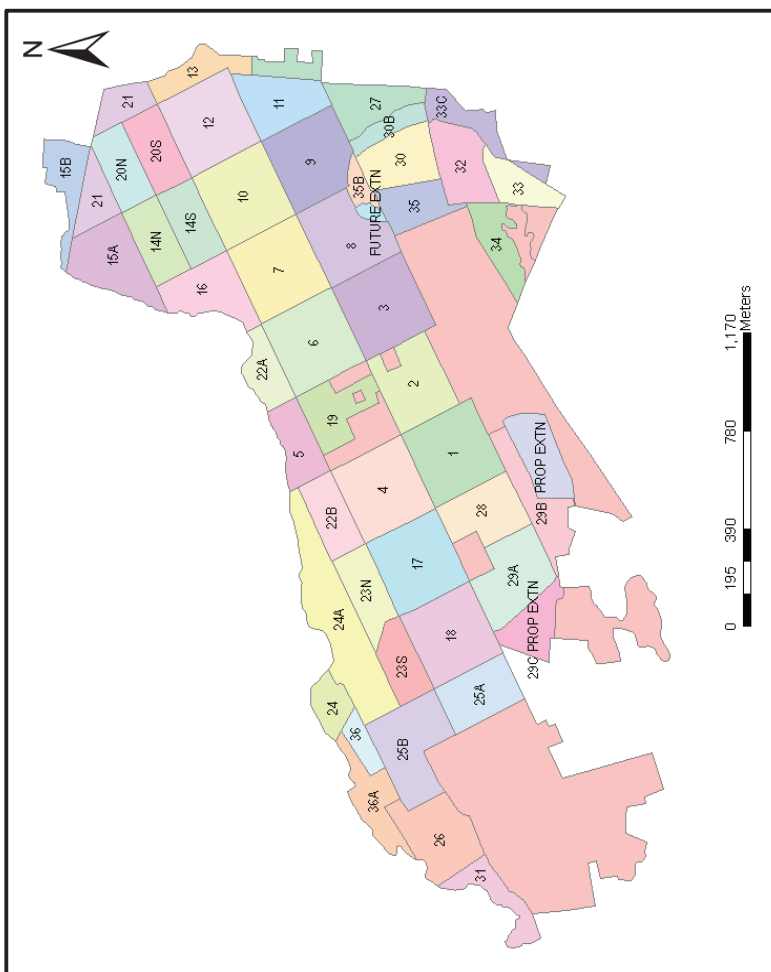 N
13
21
15B
12
11
20S
20N
21
27
33C
30B
9
14S
14N
15A
10
30
32
35B
33
FUTURE EXTN
35
16
8
34
7
3
6
22A
2
19
5
1
4
PROP EXTN
22B
28
29B
17
23N
29A
24A
29C PROP EXTN
18
23S
25A
24
36
25B
36A
26
31
0 195 390 780 1,170
Meters